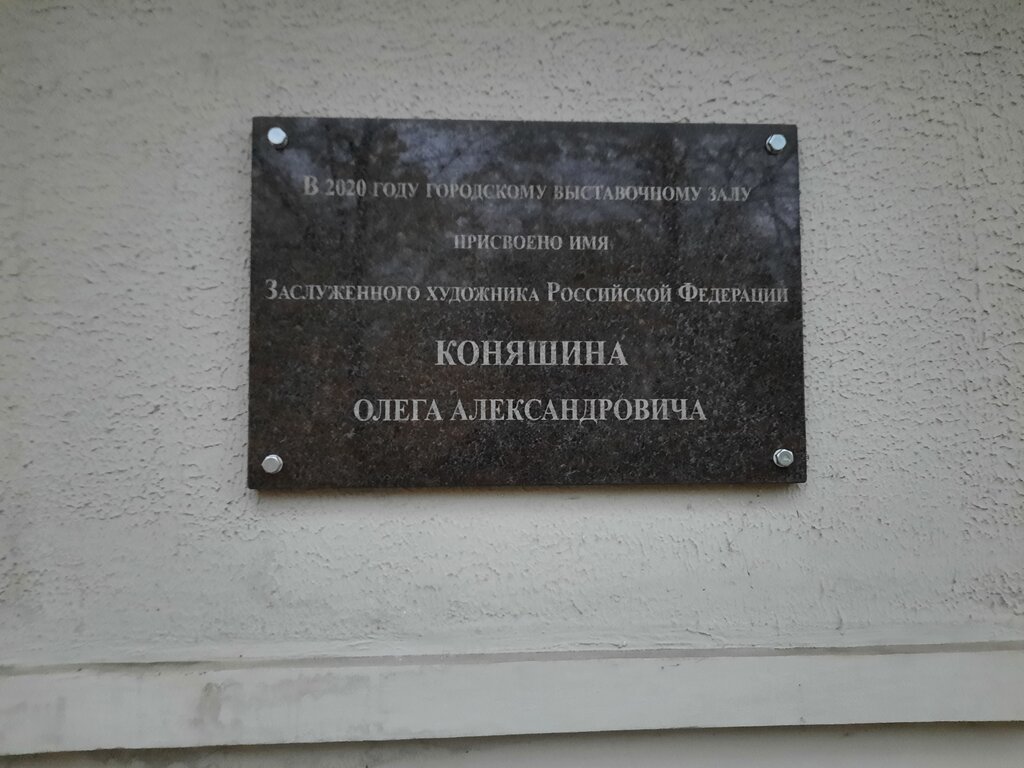 В 2020 ГОДУ ГОРОДСКОМУ ВЫСТАВОЧНОМУ ЗАЛУ
ПРИСВОЕНО ИМЯ
ЗАСЛУЖЕННОГО ХУДОЖНИКА РОССИЙСКОЙ ФЕДЕРАЦИИ
КОНЯШИНА
ОЛЕГА АЛЕКСАНДРОВИЧА